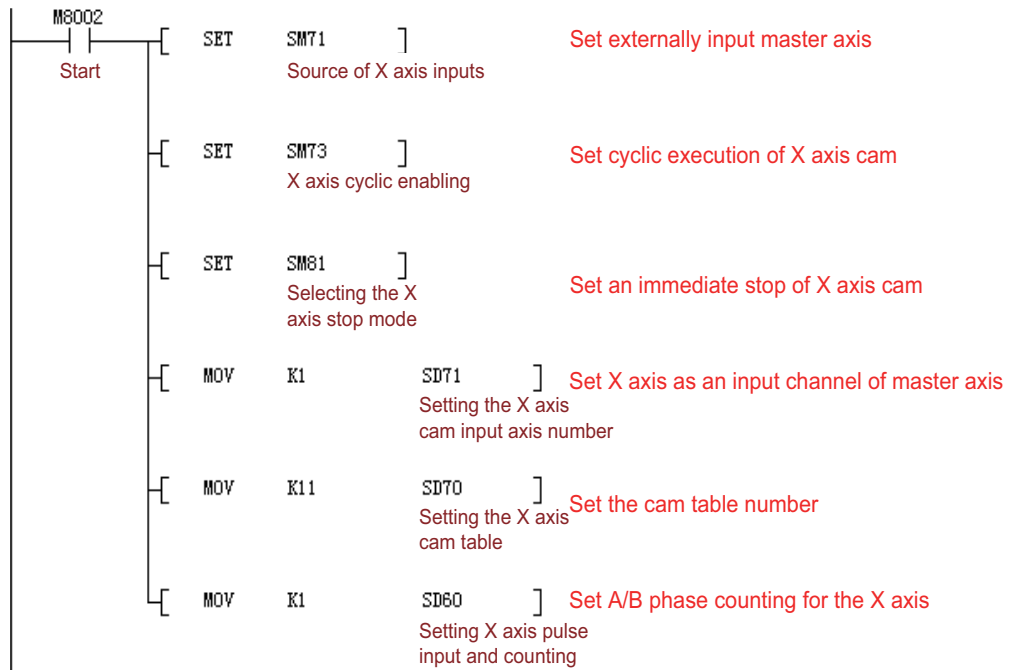 M8002
SET SM71 Set externally input master axis
Start Source of X axis inputs
SET SM73 Set cyclic execution of X axis cam
X axis cyclic enabling
SET SM81
Selecting the X Set an immediate stop of X axis cam
axis stop mode
MOV K1 SD71 Set X axis as an input channel of master axis
Setting the X axis
cam input axis number
MOV K11 SD70 Set the cam table number
Setting the X axis
cam table
MOV K1 SD60 Set A/B phase counting for the X axis
Setting X axis pulse
input and counting